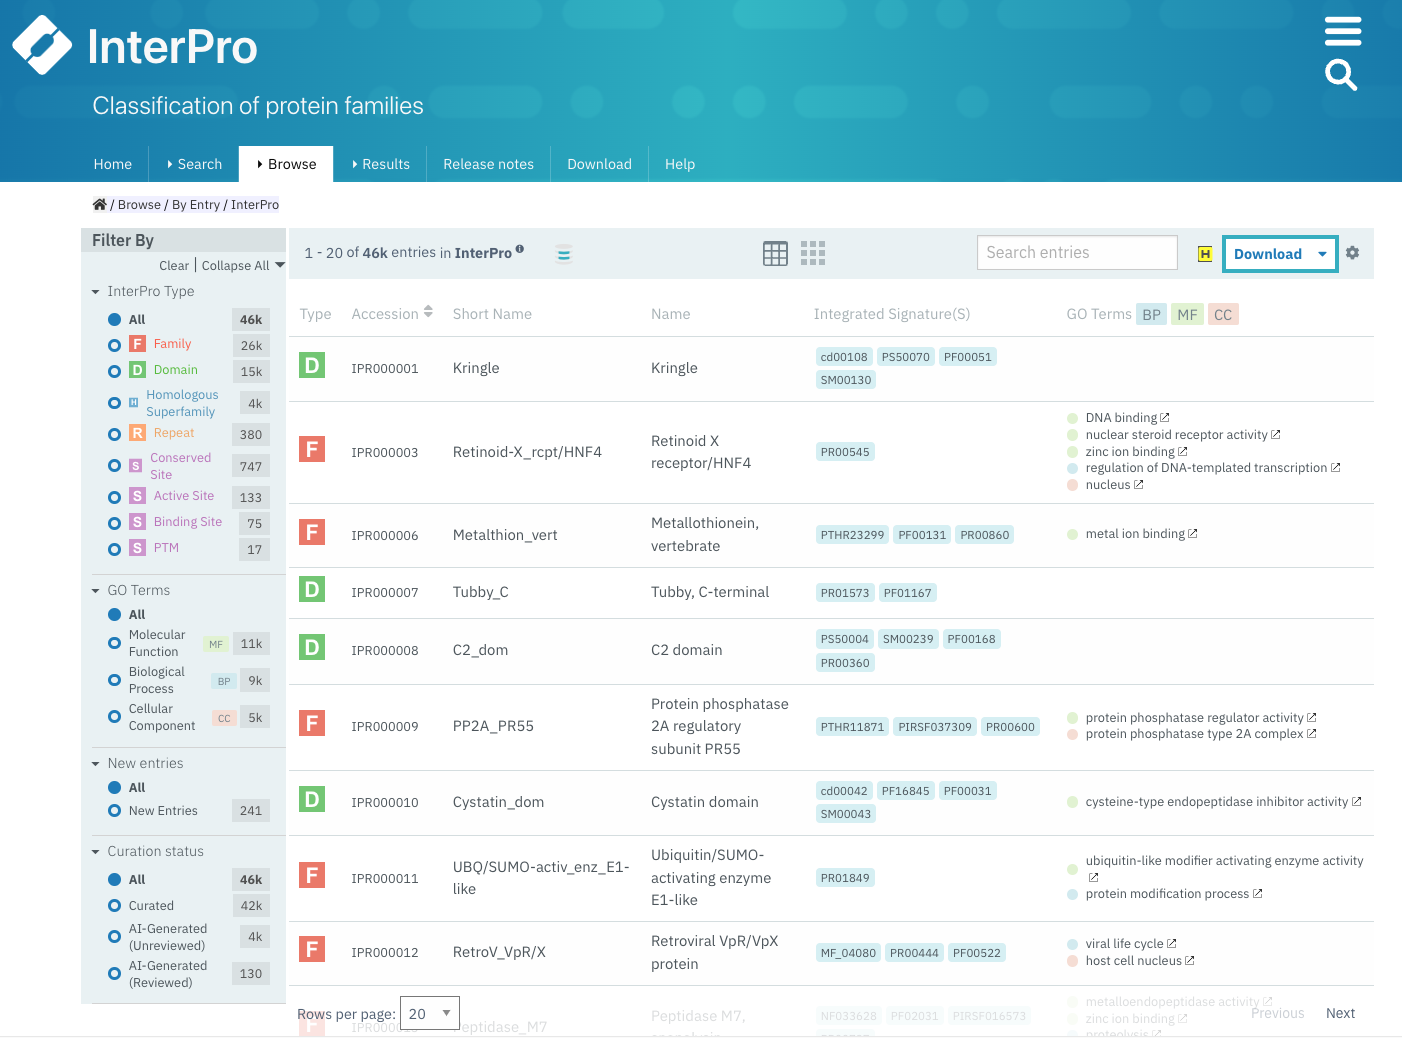 InterPro
Classification of protein families
Home Search Browse Results Release notes Download Help
/ Browse / By Entry / InterPro
Filter By
Clear | Collapse All
InterPro Type
All 46k
F Family 26k
D Domain 15k
H Homologous Superfamily 4k
R Repeat 380
S Conserved Site 747
S Active Site 133
S Binding Site 75
S PTM 17
GO Terms
All
Molecular Function MF 11k
Biological Process BP 9k
Cellular Component CC 5k
New entries
All
New Entries 241
Curation status
All 46k
Curated 42k
AI-Generated (Unreviewed) 4k
AI-Generated (Reviewed) 130
1 - 20 of 46k entries in InterPro
Search entries
H
Download
Type Accession Short Name Name Integrated Signature(S) GO Terms BP MF CC
D IPR000001 Kringle Kringle cd00108 PS50070 PF00051
SM00130
F IPR000003 Retinoid-X_rcpt/HNF4 Retinoid X
receptor/HNF4 PR00545
DNA binding
nuclear steroid receptor activity
zinc ion binding
regulation of DNA-templated transcription
nucleus
F IPR000006 Metalthion_vert Metallothionein,
vertebrate PTHR23299 PF00131 PR00860 metal ion binding
D IPR000007 Tubby_C Tubby, C-terminal PR01573 PF01167
D IPR000008 C2_dom C2 domain PS50004 SM00239 PF00168
PR00360
F IPR000009 PP2A_PR55 Protein phosphatase
2A regulatory
subunit PR55 PTHR11871 PIRSF037309 PR00600
protein phosphatase regulator activity
protein phosphatase type 2A complex
D IPR000010 Cystatin_dom Cystatin domain cd00042 PF16845 PF00031
SM00043 cysteine-type endopeptidase inhibitor activity
F IPR000011 UBQ/SUMO-activ_enz_E1-
like Ubiquitin/SUMO-
activating enzyme
E1-like PR01849
ubiquitin-like modifier activating enzyme activity
protein modification process
F IPR000012 RetroV_VpR/X Retroviral VpR/VpX
protein MF_04080 PR00444 PF00522
viral life cycle
host cell nucleus
Peptidase_M7 Peptidase M7, NF033628 PF02031 PIRSF016573
metalloendopeptidase activity
zinc ion binding
proteolysis
Rows per page: 20
Previous Next